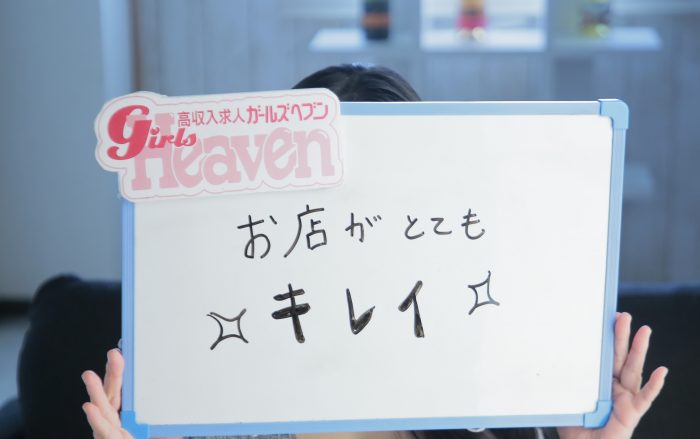 高収入求人ガールズヘブン
Girls
Heaven
お店がとても
キレイ